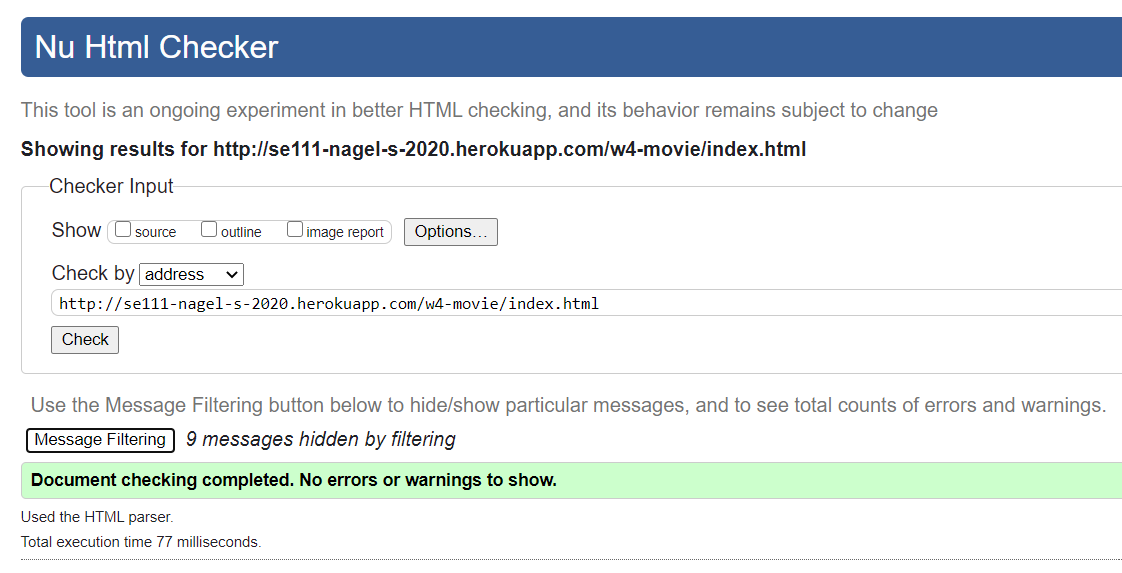 Nu Html Checker
This tool is an ongoing experiment in better HTML checking, and its behavior remains subject to change
Showing results for http://se111-nagel-s-2020.herokuapp.com/w4-movie/index.html
Checker Input
Show source outline image report Options...
Check by address
http://se111-nagel-s-2020.herokuapp.com/w4-movie/index.html
Check
Use the Message Filtering button below to hide/show particular messages, and to see total counts of errors and warnings.
Message Filtering 9 messages hidden by filtering
Document checking completed. No errors or warnings to show.
Used the HTML parser.
Total execution time 77 milliseconds.